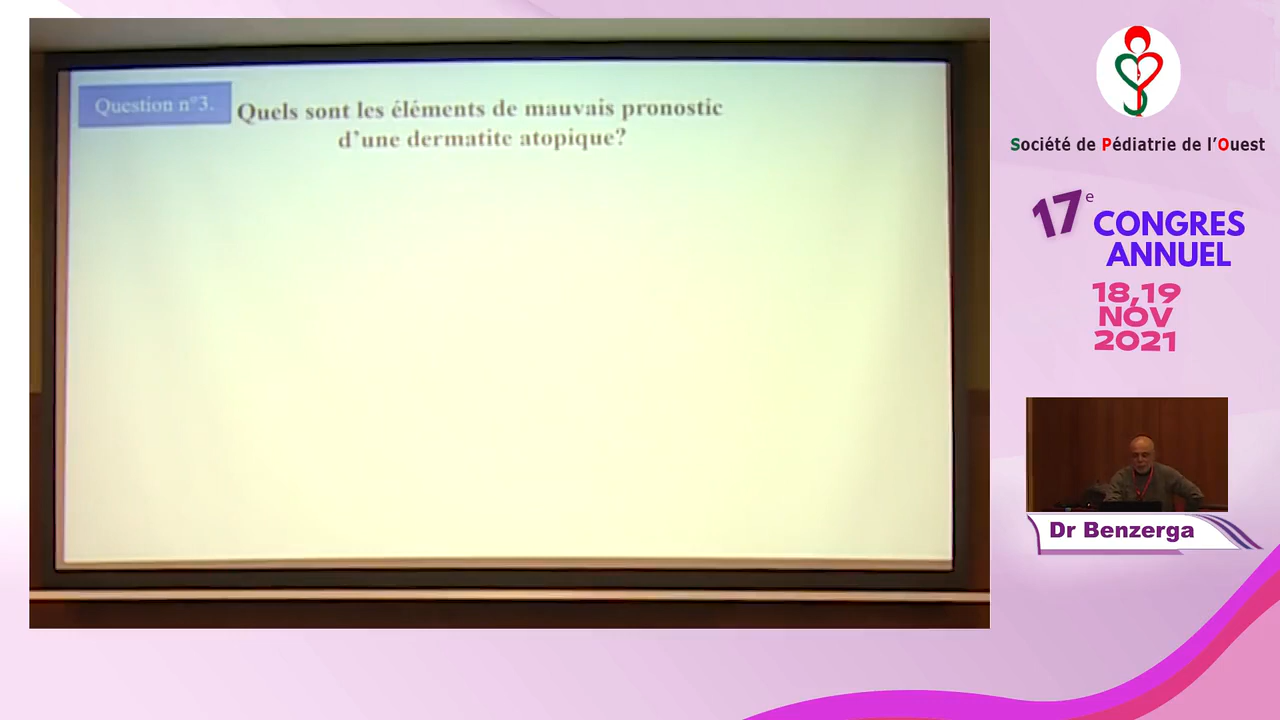 Question n°3.
Quels sont les éléments de mauvais pronostic
d'une dermatite atopique?
Société de Pédiatrie de l'Ouest
17e
CONGRES
ANNUEL
18,19
NOV
2021
Dr Benzerga